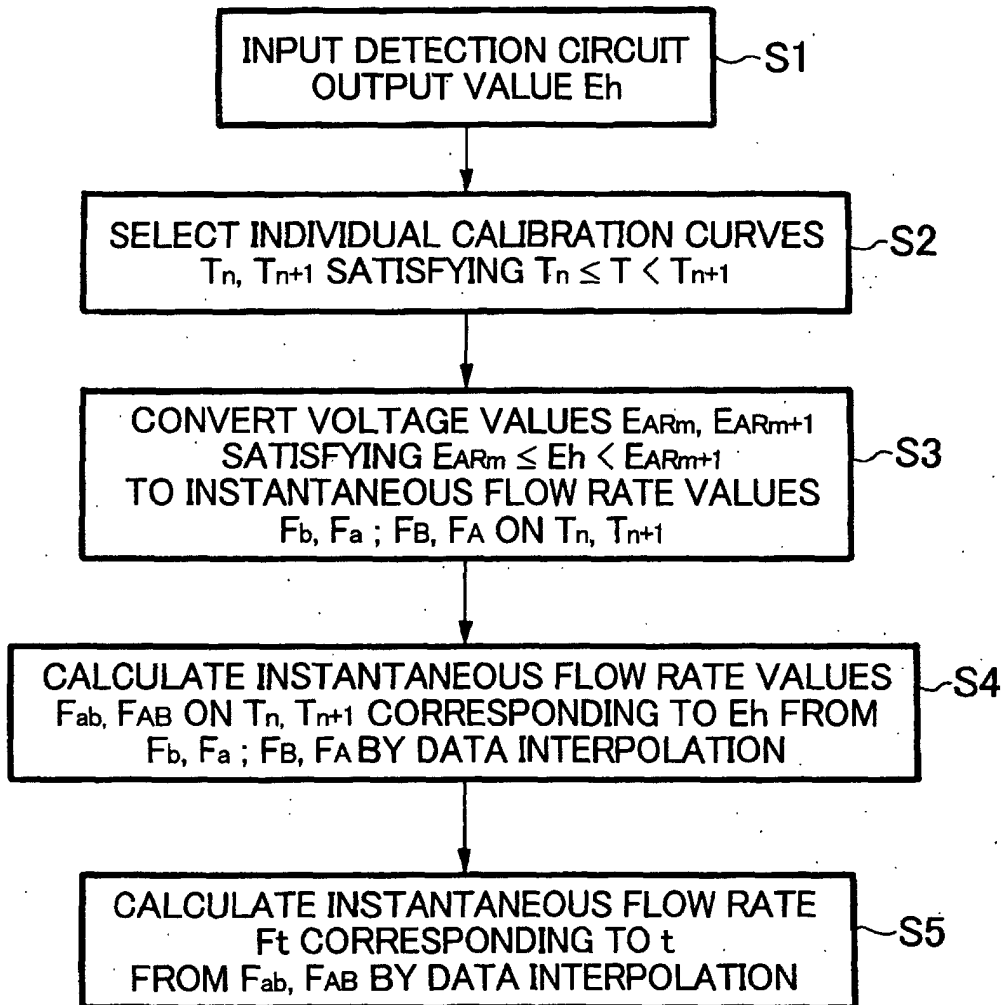 INPUT DETECTION CIRCUIT
OUTPUT VALUE Eh
S1
SELECT INDIVIDUAL CALIBRATION CURVES
Tn, Tn+1 SATISFYING Tn ≤ T < Tn+1
S2
CONVERT VOLTAGE VALUES EARm, EARm+1
SATISFYING EARm ≤ Eh < EARm+1
TO INSTANTANEOUS FLOW RATE VALUES
Fb, Fa ; FB, FA ON Tn, Tn+1
S3
CALCULATE INSTANTANEOUS FLOW RATE VALUES
Fab, FAB ON Tn, Tn+1 CORRESPONDING TO Eh FROM
Fb, Fa ; FB, FA BY DATA INTERPOLATION
S4
CALCULATE INSTANTANEOUS FLOW RATE
Ft CORRESPONDING TO t
FROM Fab, FAB BY DATA INTERPOLATION
S5